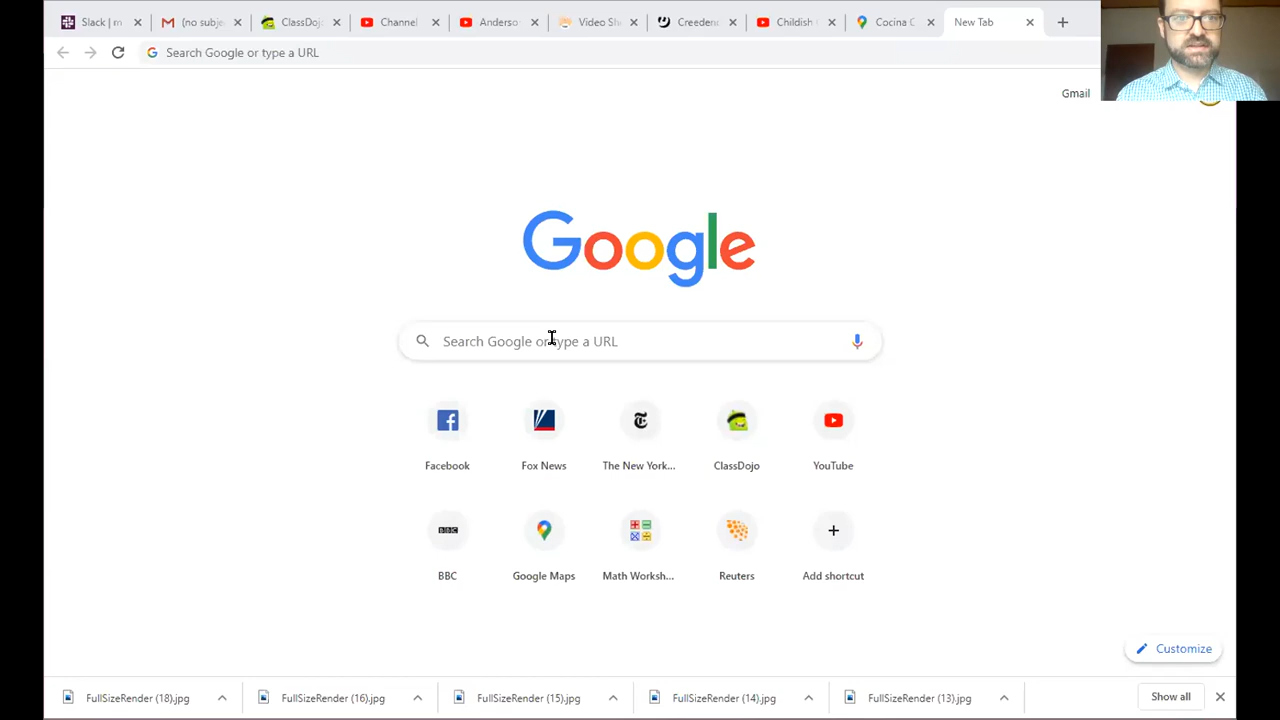 Slack | m
(no subje
ClassDoj
Channel
Anderso
Video Sh
Creeden
Childish
Cocina C
New Tab
Search Google or type a URL
Gmail
Google
Search Google or type a URL
Facebook
Fox News
The New York...
ClassDojo
YouTube
BBC
Google Maps
Math Worksh...
Reuters
Add shortcut
Customize
FullSizeRender (18).jpg
FullSizeRender (16).jpg
FullSizeRender (15).jpg
FullSizeRender (14).jpg
FullSizeRender (13).jpg
Show all